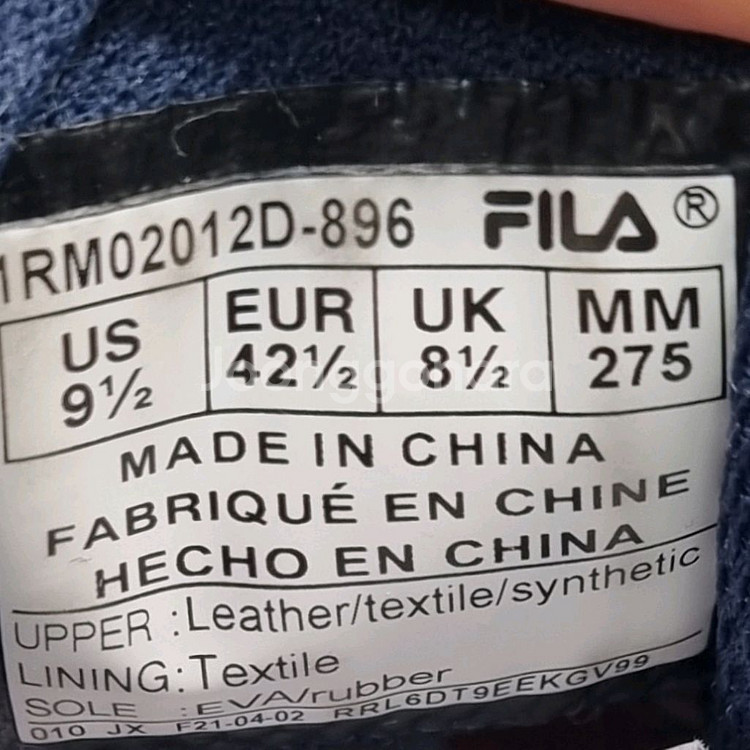 1RM02012D-896 FILA®
US EUR UK MM
9½ 42½ 8½ 275
MADE IN CHINA
FABRIQUÉ EN CHINE
HECHO EN CHINA
UPPER :Leather/textile/synthetic
LINING:Textile
SOLE :EVA/rubber
010 JX F21-04-02 RRL6DT9EEKGV99
Joonggonara